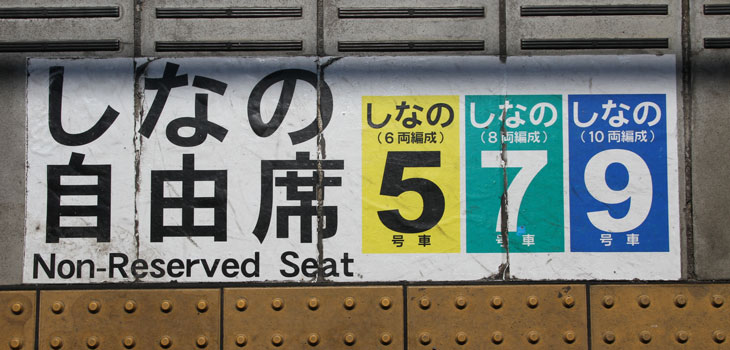 しなの
自由席
Non-Reserved Seat
しなの
(6両編成)
5
号車
しなの
(8両編成)
7
号車
しなの
(10両編成)
9
号車